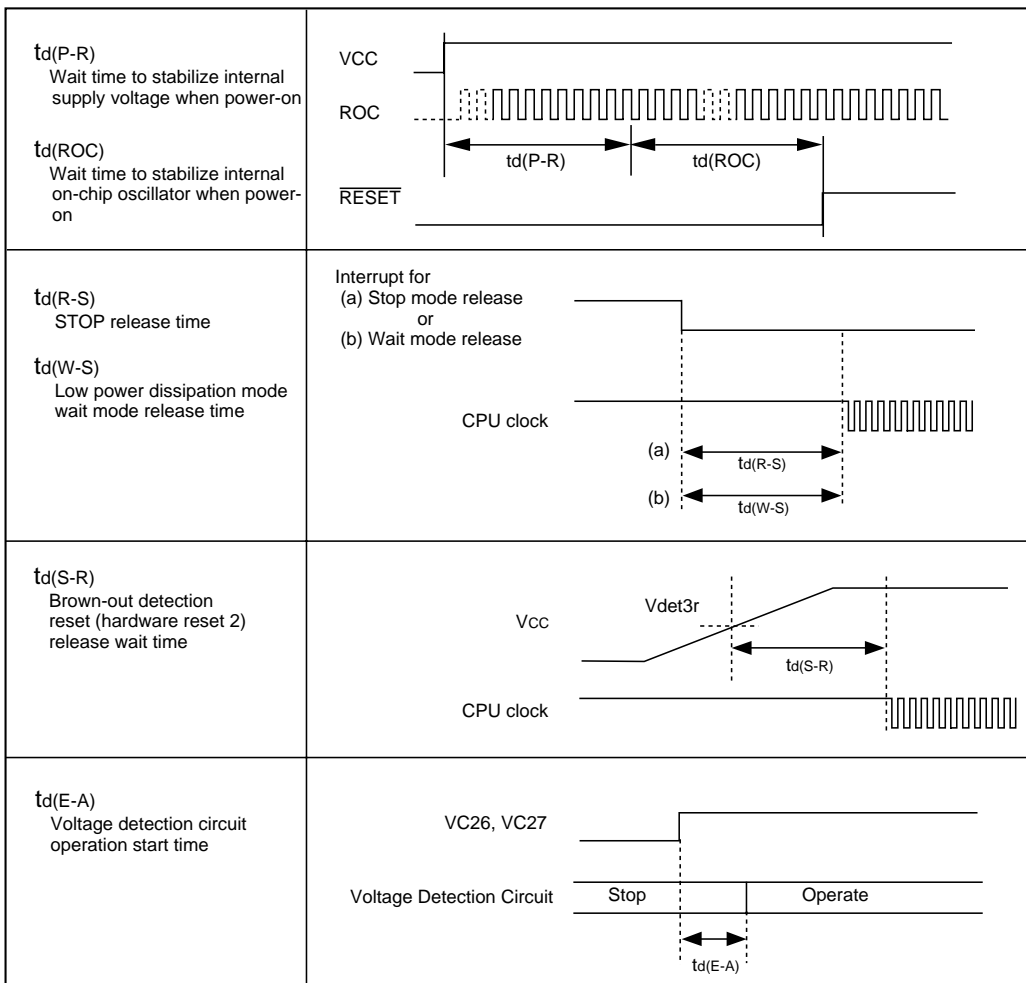 td(P-R)
Wait time to stabilize internal
supply voltage when power-on
td(ROC)
Wait time to stabilize internal
on-chip oscillator when power-
on
VCC
ROC
td(P-R)
td(ROC)
RESET
td(R-S)
STOP release time
td(W-S)
Low power dissipation mode
wait mode release time
Interrupt for
(a) Stop mode release
or
(b) Wait mode release
CPU clock
(a)
td(R-S)
(b)
td(W-S)
td(S-R)
Brown-out detection
reset (hardware reset 2)
release wait time
Vdet3r
VCC
td(S-R)
CPU clock
td(E-A)
Voltage detection circuit
operation start time
VC26, VC27
Voltage Detection Circuit
Stop
Operate
td(E-A)